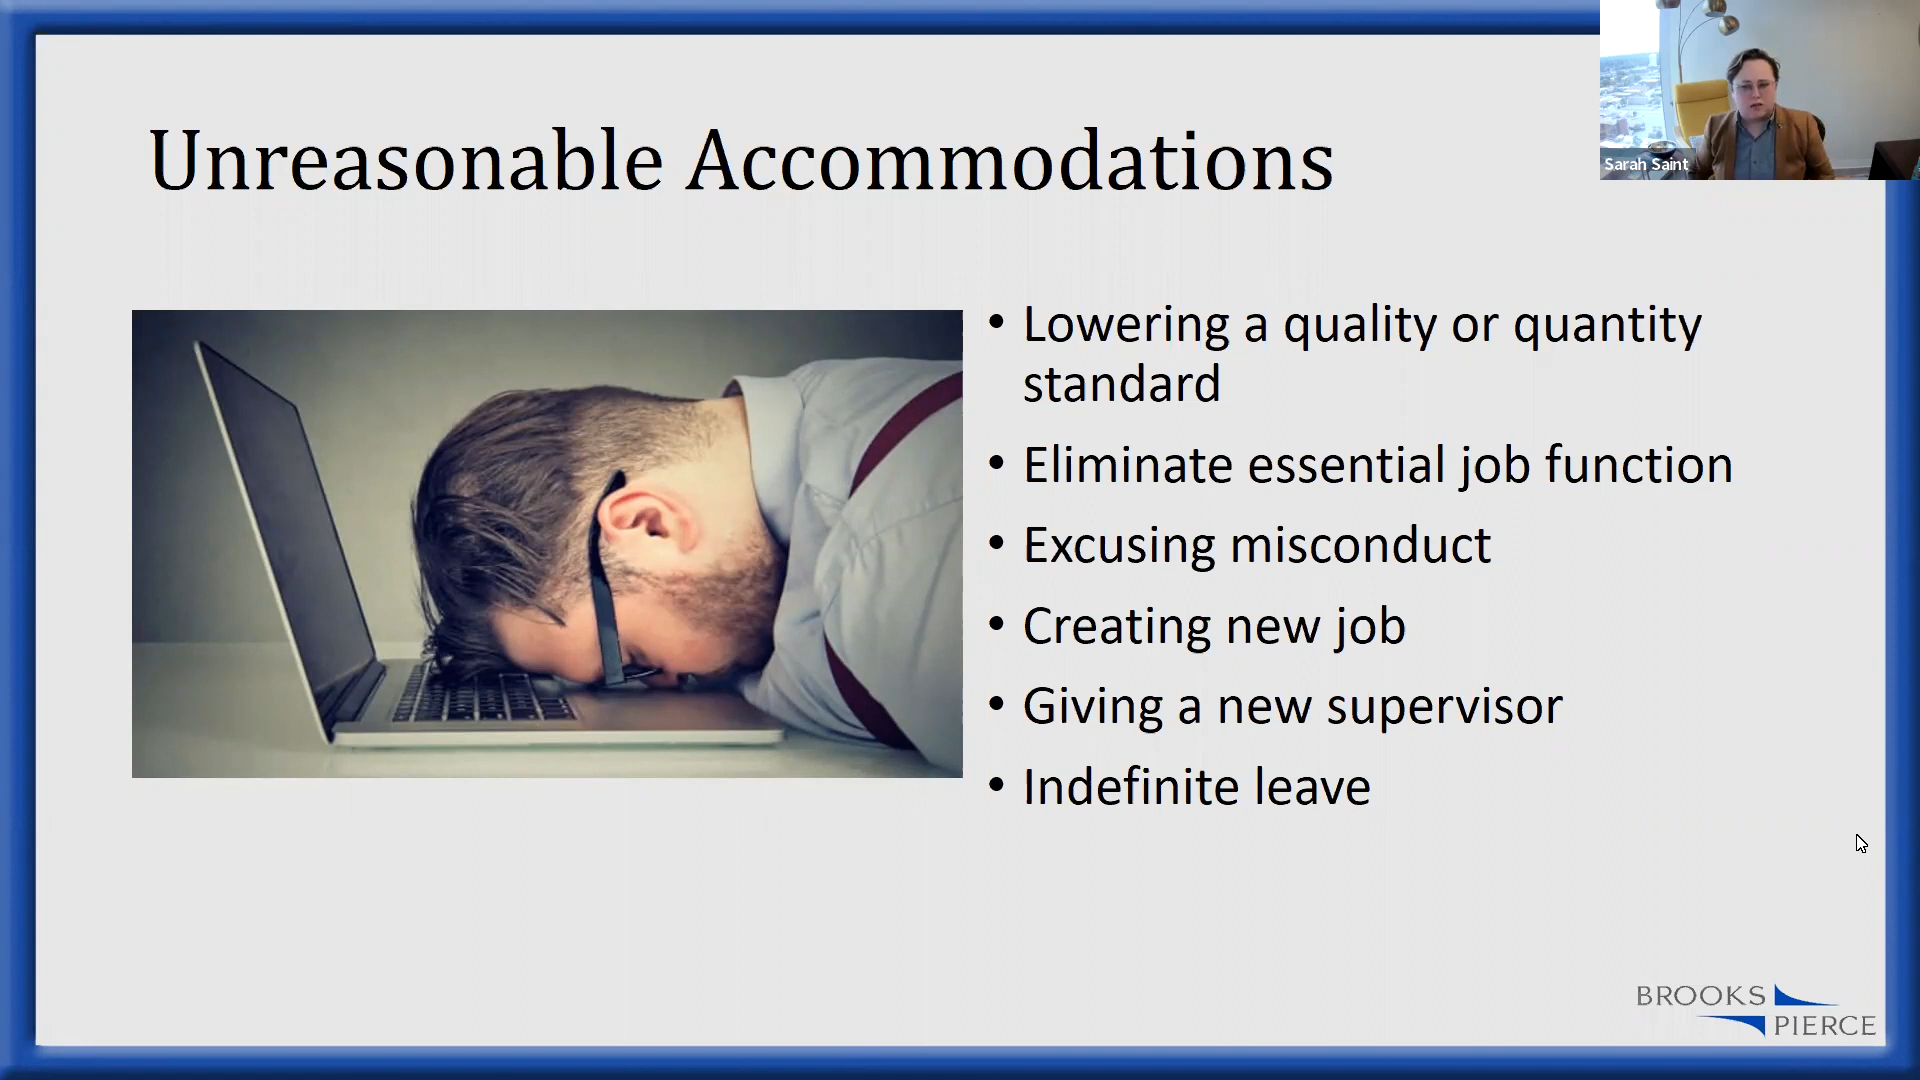 Unreasonable Accommodations
Sarah Saint
• Lowering a quality or quantity
standard
• Eliminate essential job function
• Excusing misconduct
• Creating new job
• Giving a new supervisor
• Indefinite leave
BROOKS
PIERCE